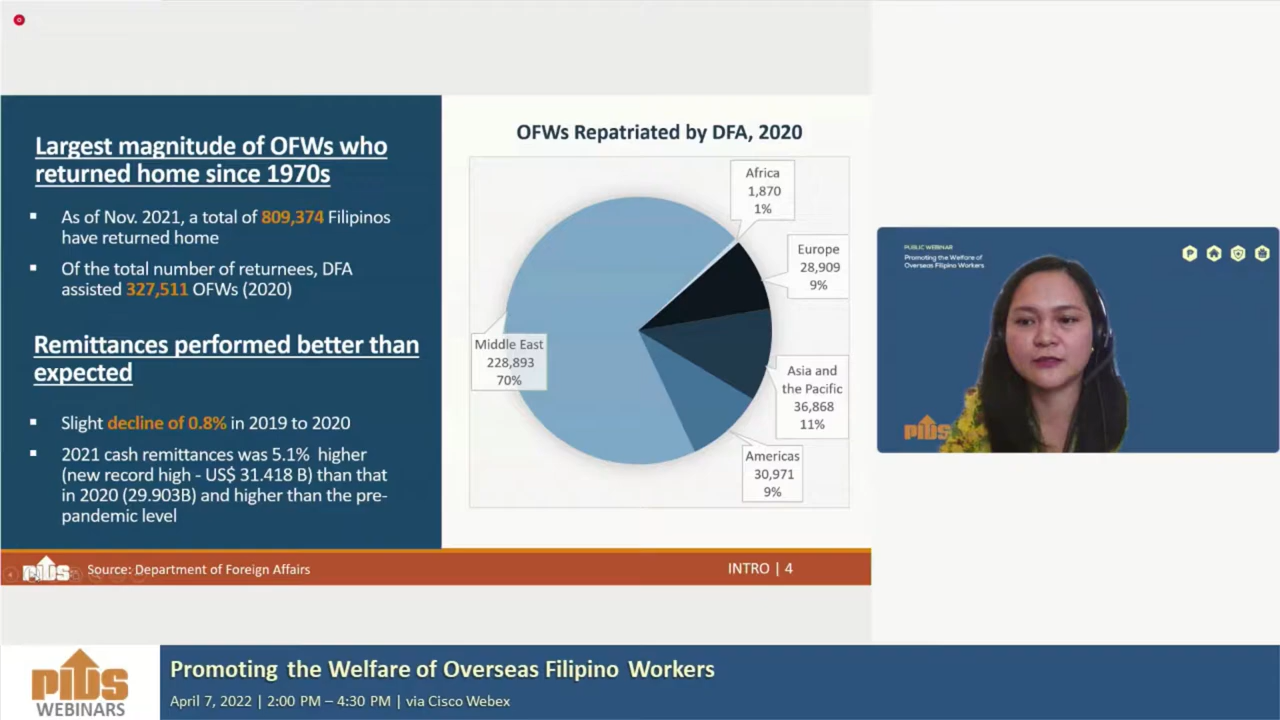 Largest magnitude of OFWs who
returned home since 1970s
▪ As of Nov. 2021, a total of 809,374 Filipinos
have returned home
▪ Of the total number of returnees, DFA
assisted 327,511 OFWs (2020)
Remittances performed better than
expected
▪ Slight decline of 0.8% in 2019 to 2020
▪ 2021 cash remittances was 5.1% higher
(new record high - US$ 31.418 B) than that
in 2020 (29.903B) and higher than the pre-
pandemic level
OFWs Repatriated by DFA, 2020
Africa
1,870
1%
Europe
28,909
9%
Middle East
228,893
70%
Asia and
the Pacific
36,868
11%
Americas
30,971
9%
PIDS
Source: Department of Foreign Affairs
INTRO | 4
PUBLIC WEBINAR
Promoting the Welfare of
Overseas Filipino Workers
PIDS
PIDS
WEBINARS
Promoting the Welfare of Overseas Filipino Workers
April 7, 2022 | 2:00 PM – 4:30 PM | via Cisco Webex